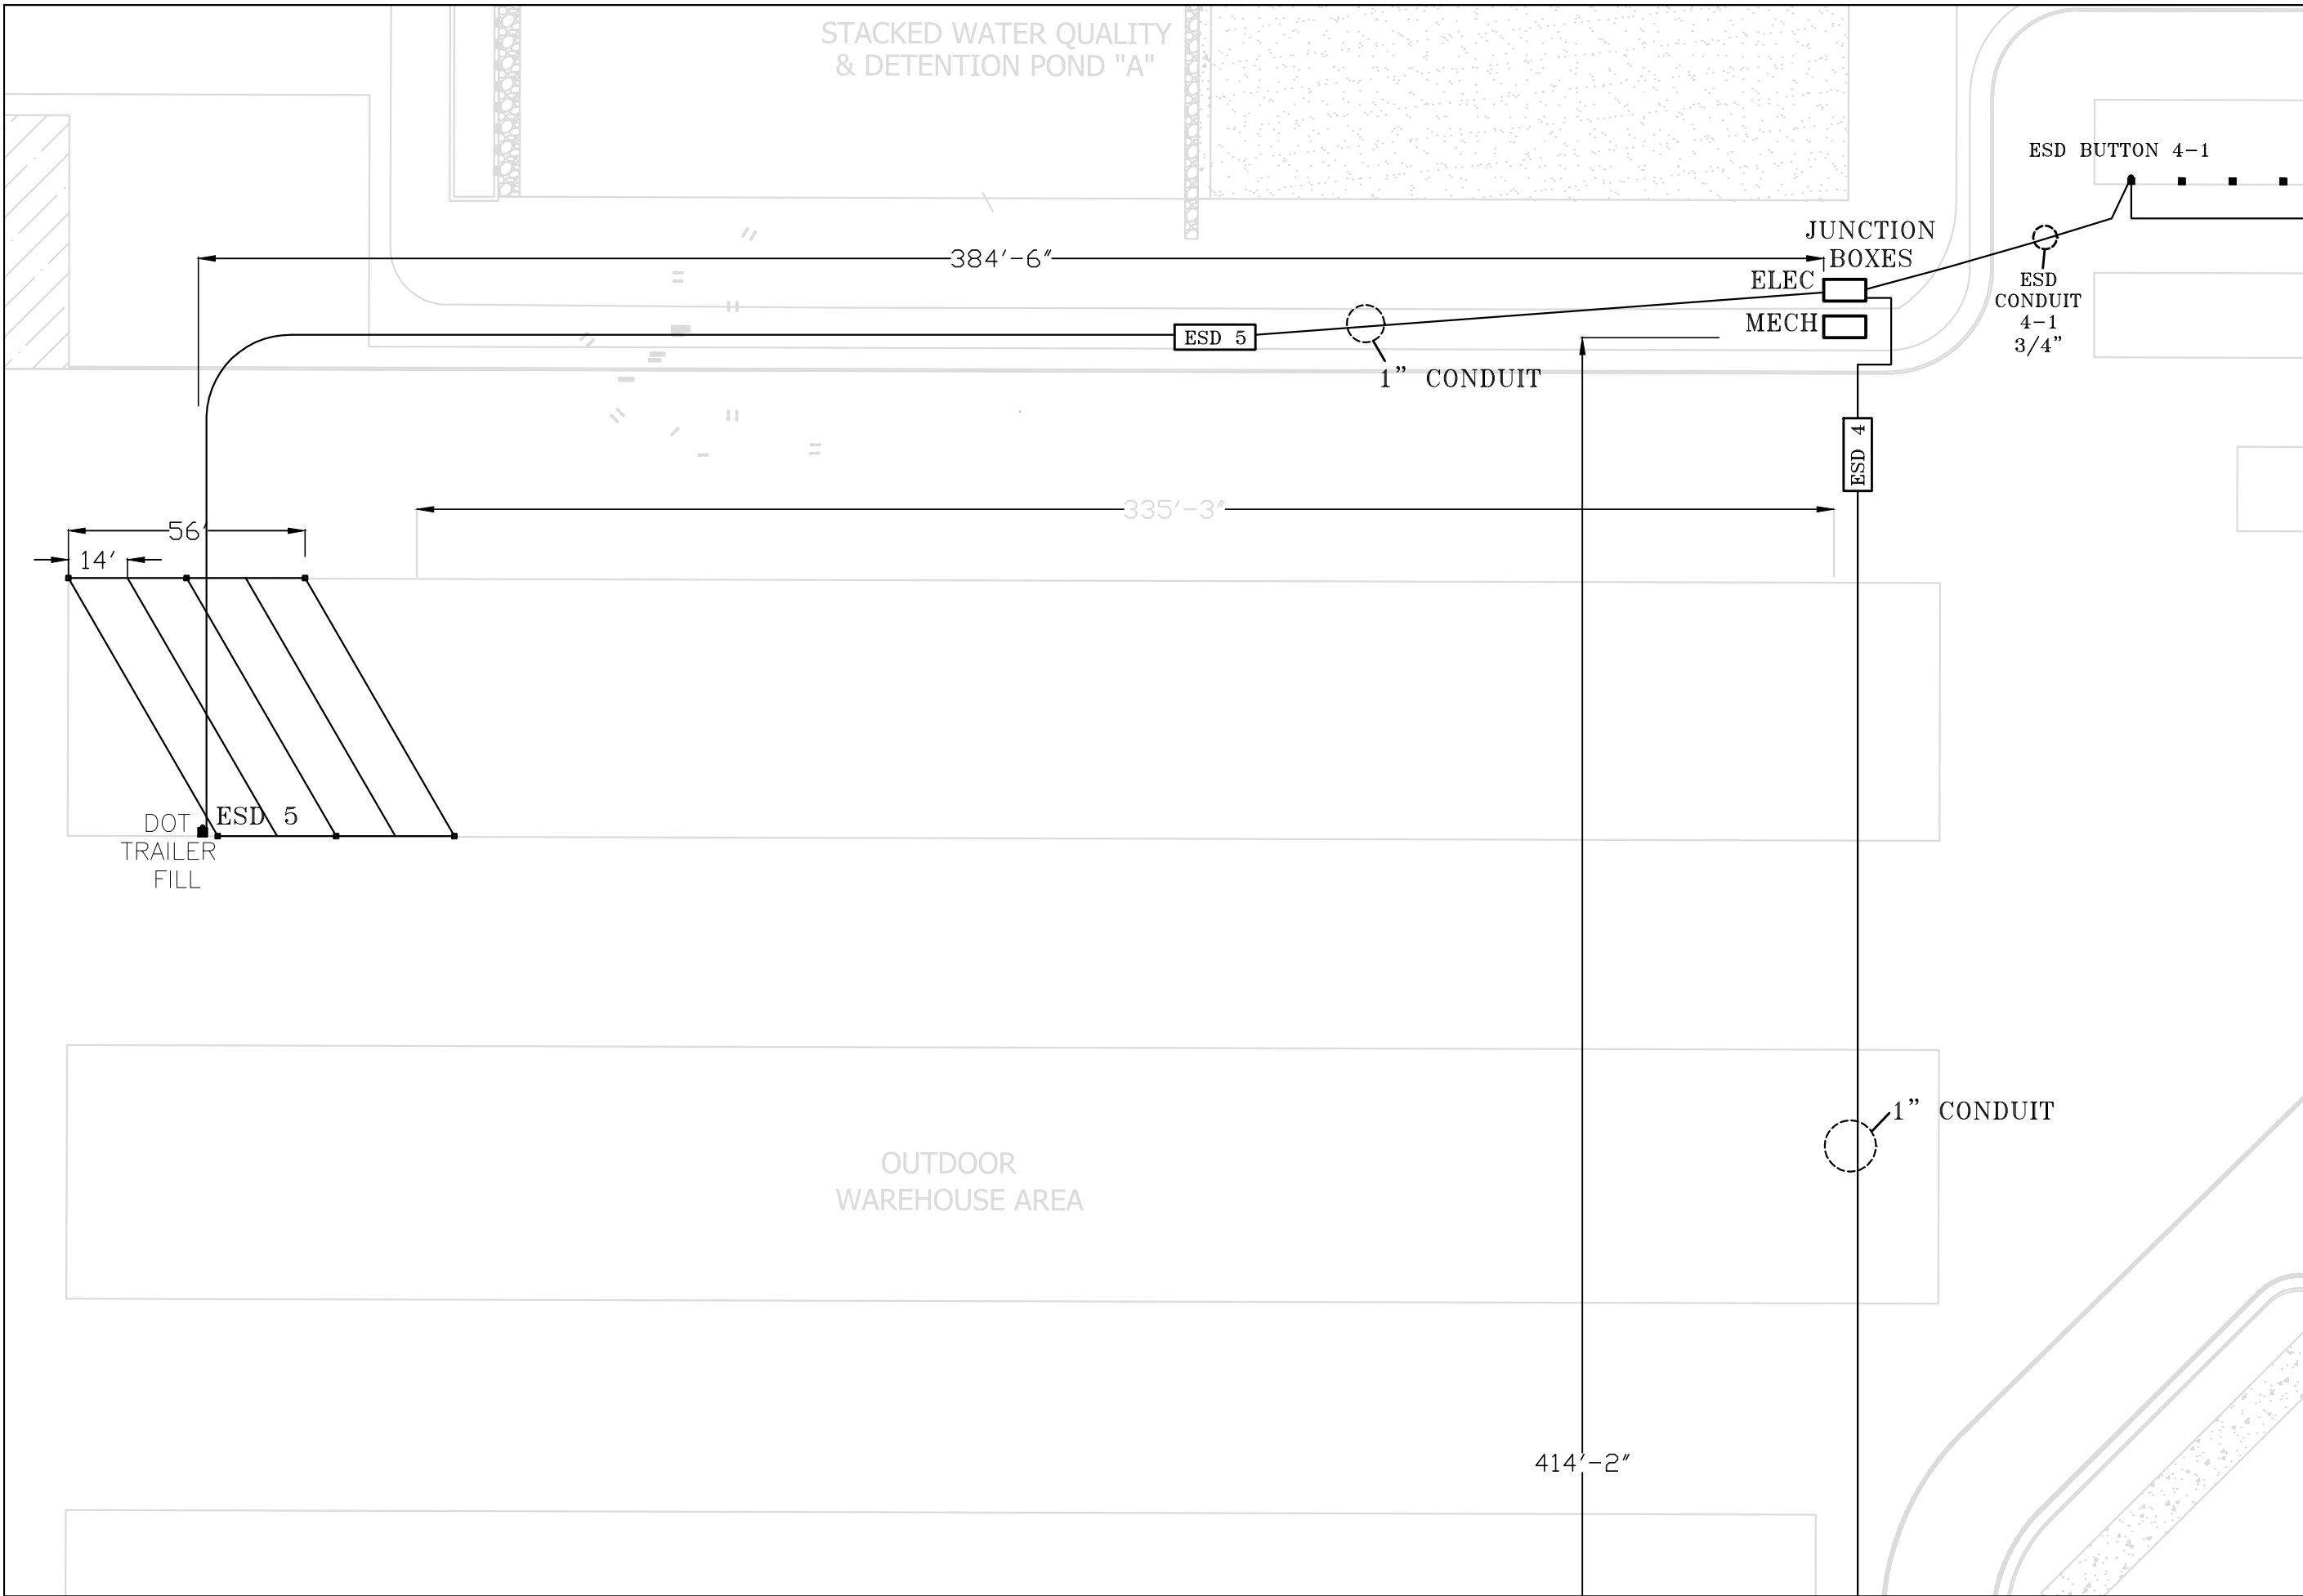 STACKED WATER QUALITY
& DETENTION POND "A"
ESD BUTTON 4-1
JUNCTION
BOXES
384'-6"
ELEC
ESD
CONDUIT
4-1
3/4"
MECH
ESD 5
1" CONDUIT
ESD 4
335'-3"
56'
14'
ESD 5
DOT
TRAILER
FILL
1" CONDUIT
OUTDOOR
WAREHOUSE AREA
414'-2"